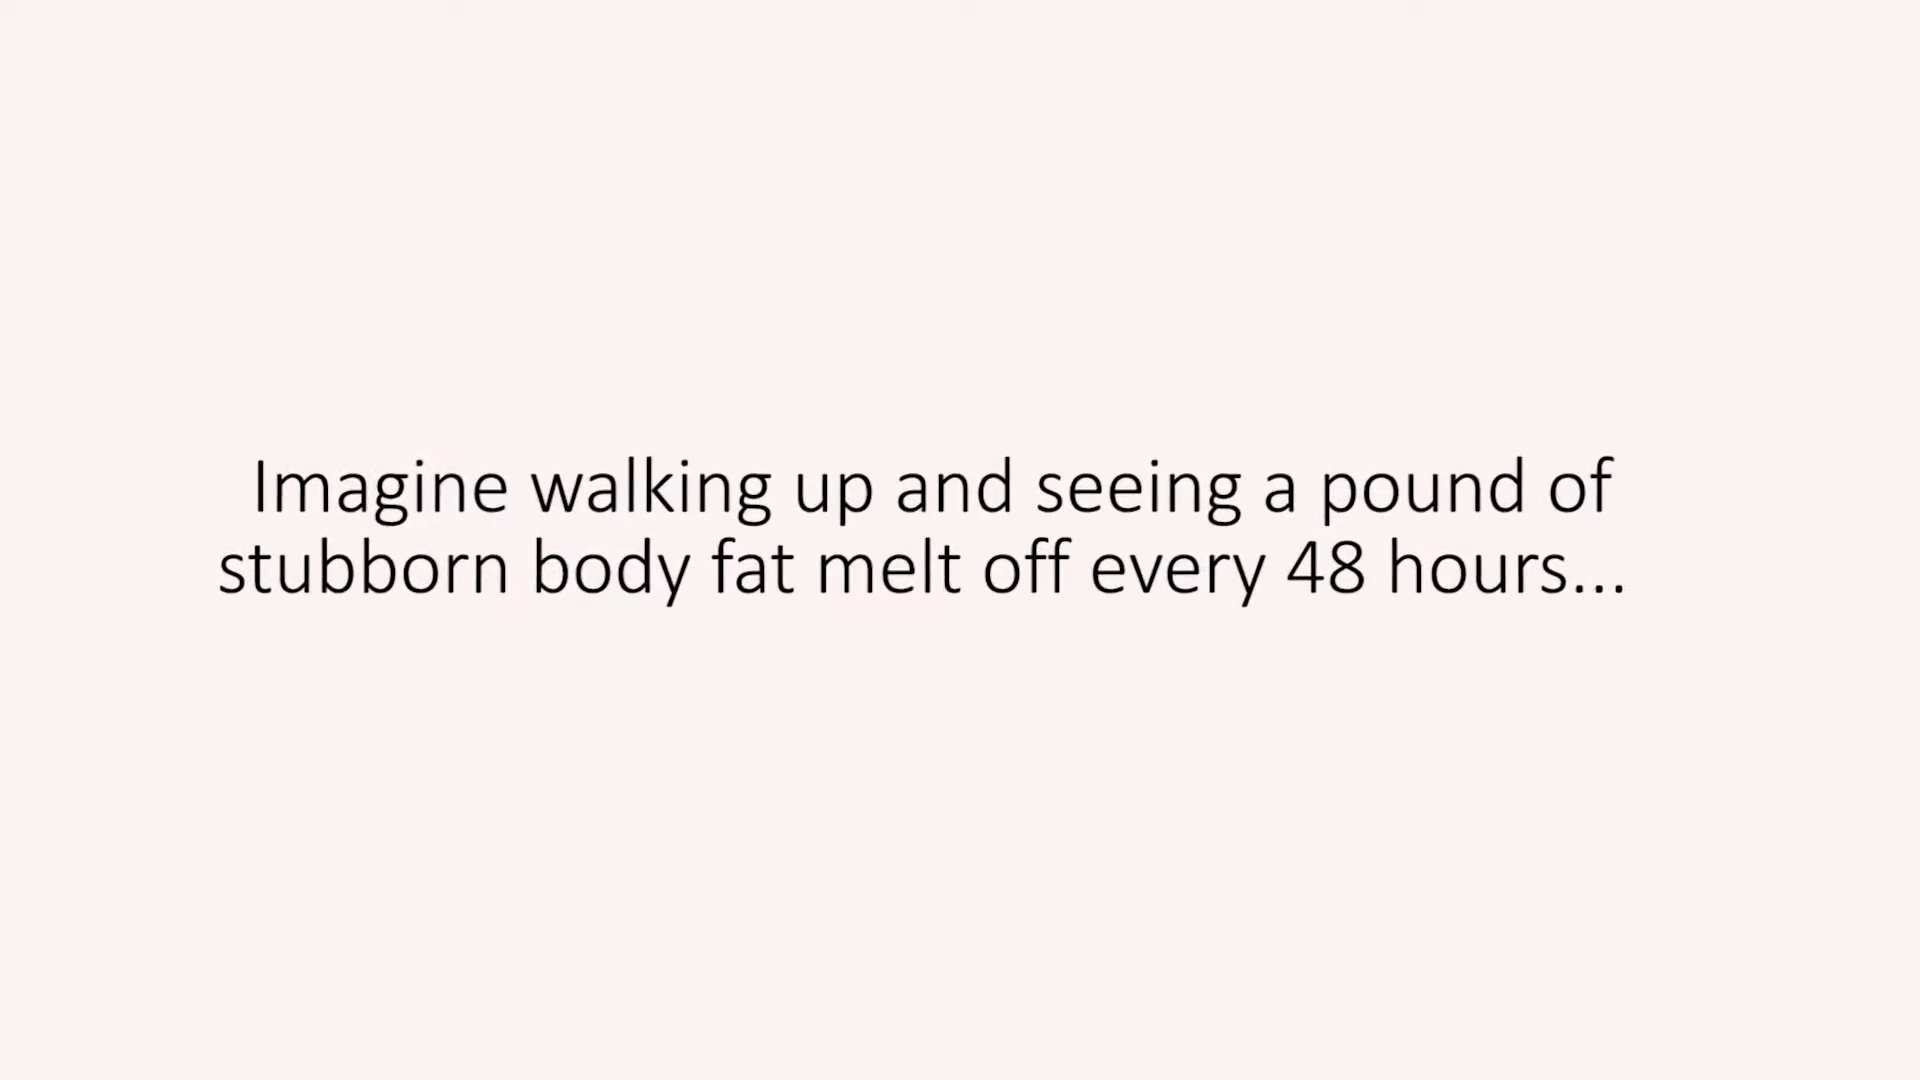 Imagine walking up and seeing a pound of
stubborn body fat melt off every 48 hours...